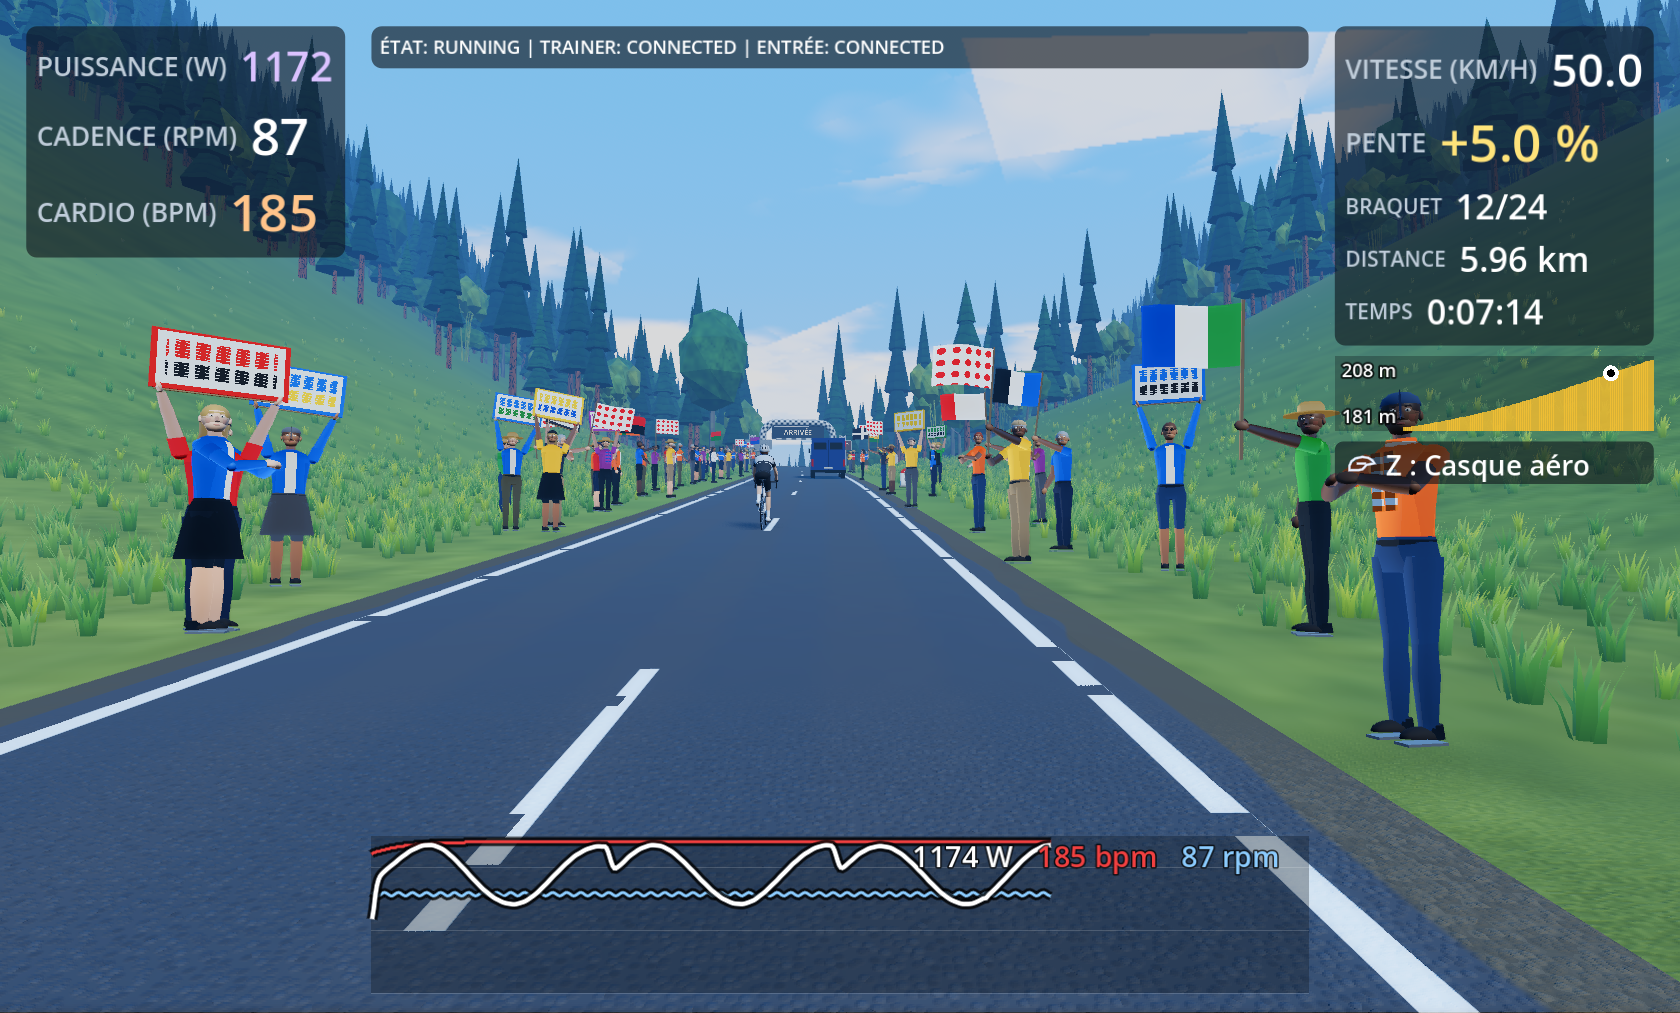 PUISSANCE (W) 1172
CADENCE (RPM) 87
CARDIO (BPM) 185
ÉTAT: RUNNING | TRAINER: CONNECTED | ENTRÉE: CONNECTED
VITESSE (KM/H) 50.0
PENTE +5.0 %
BRAQUET 12/24
DISTANCE 5.96 km
TEMPS 0:07:14
208 m
181 m
Z : Casque aéro
ARRIVÉE
1174 W 185 bpm 87 rpm